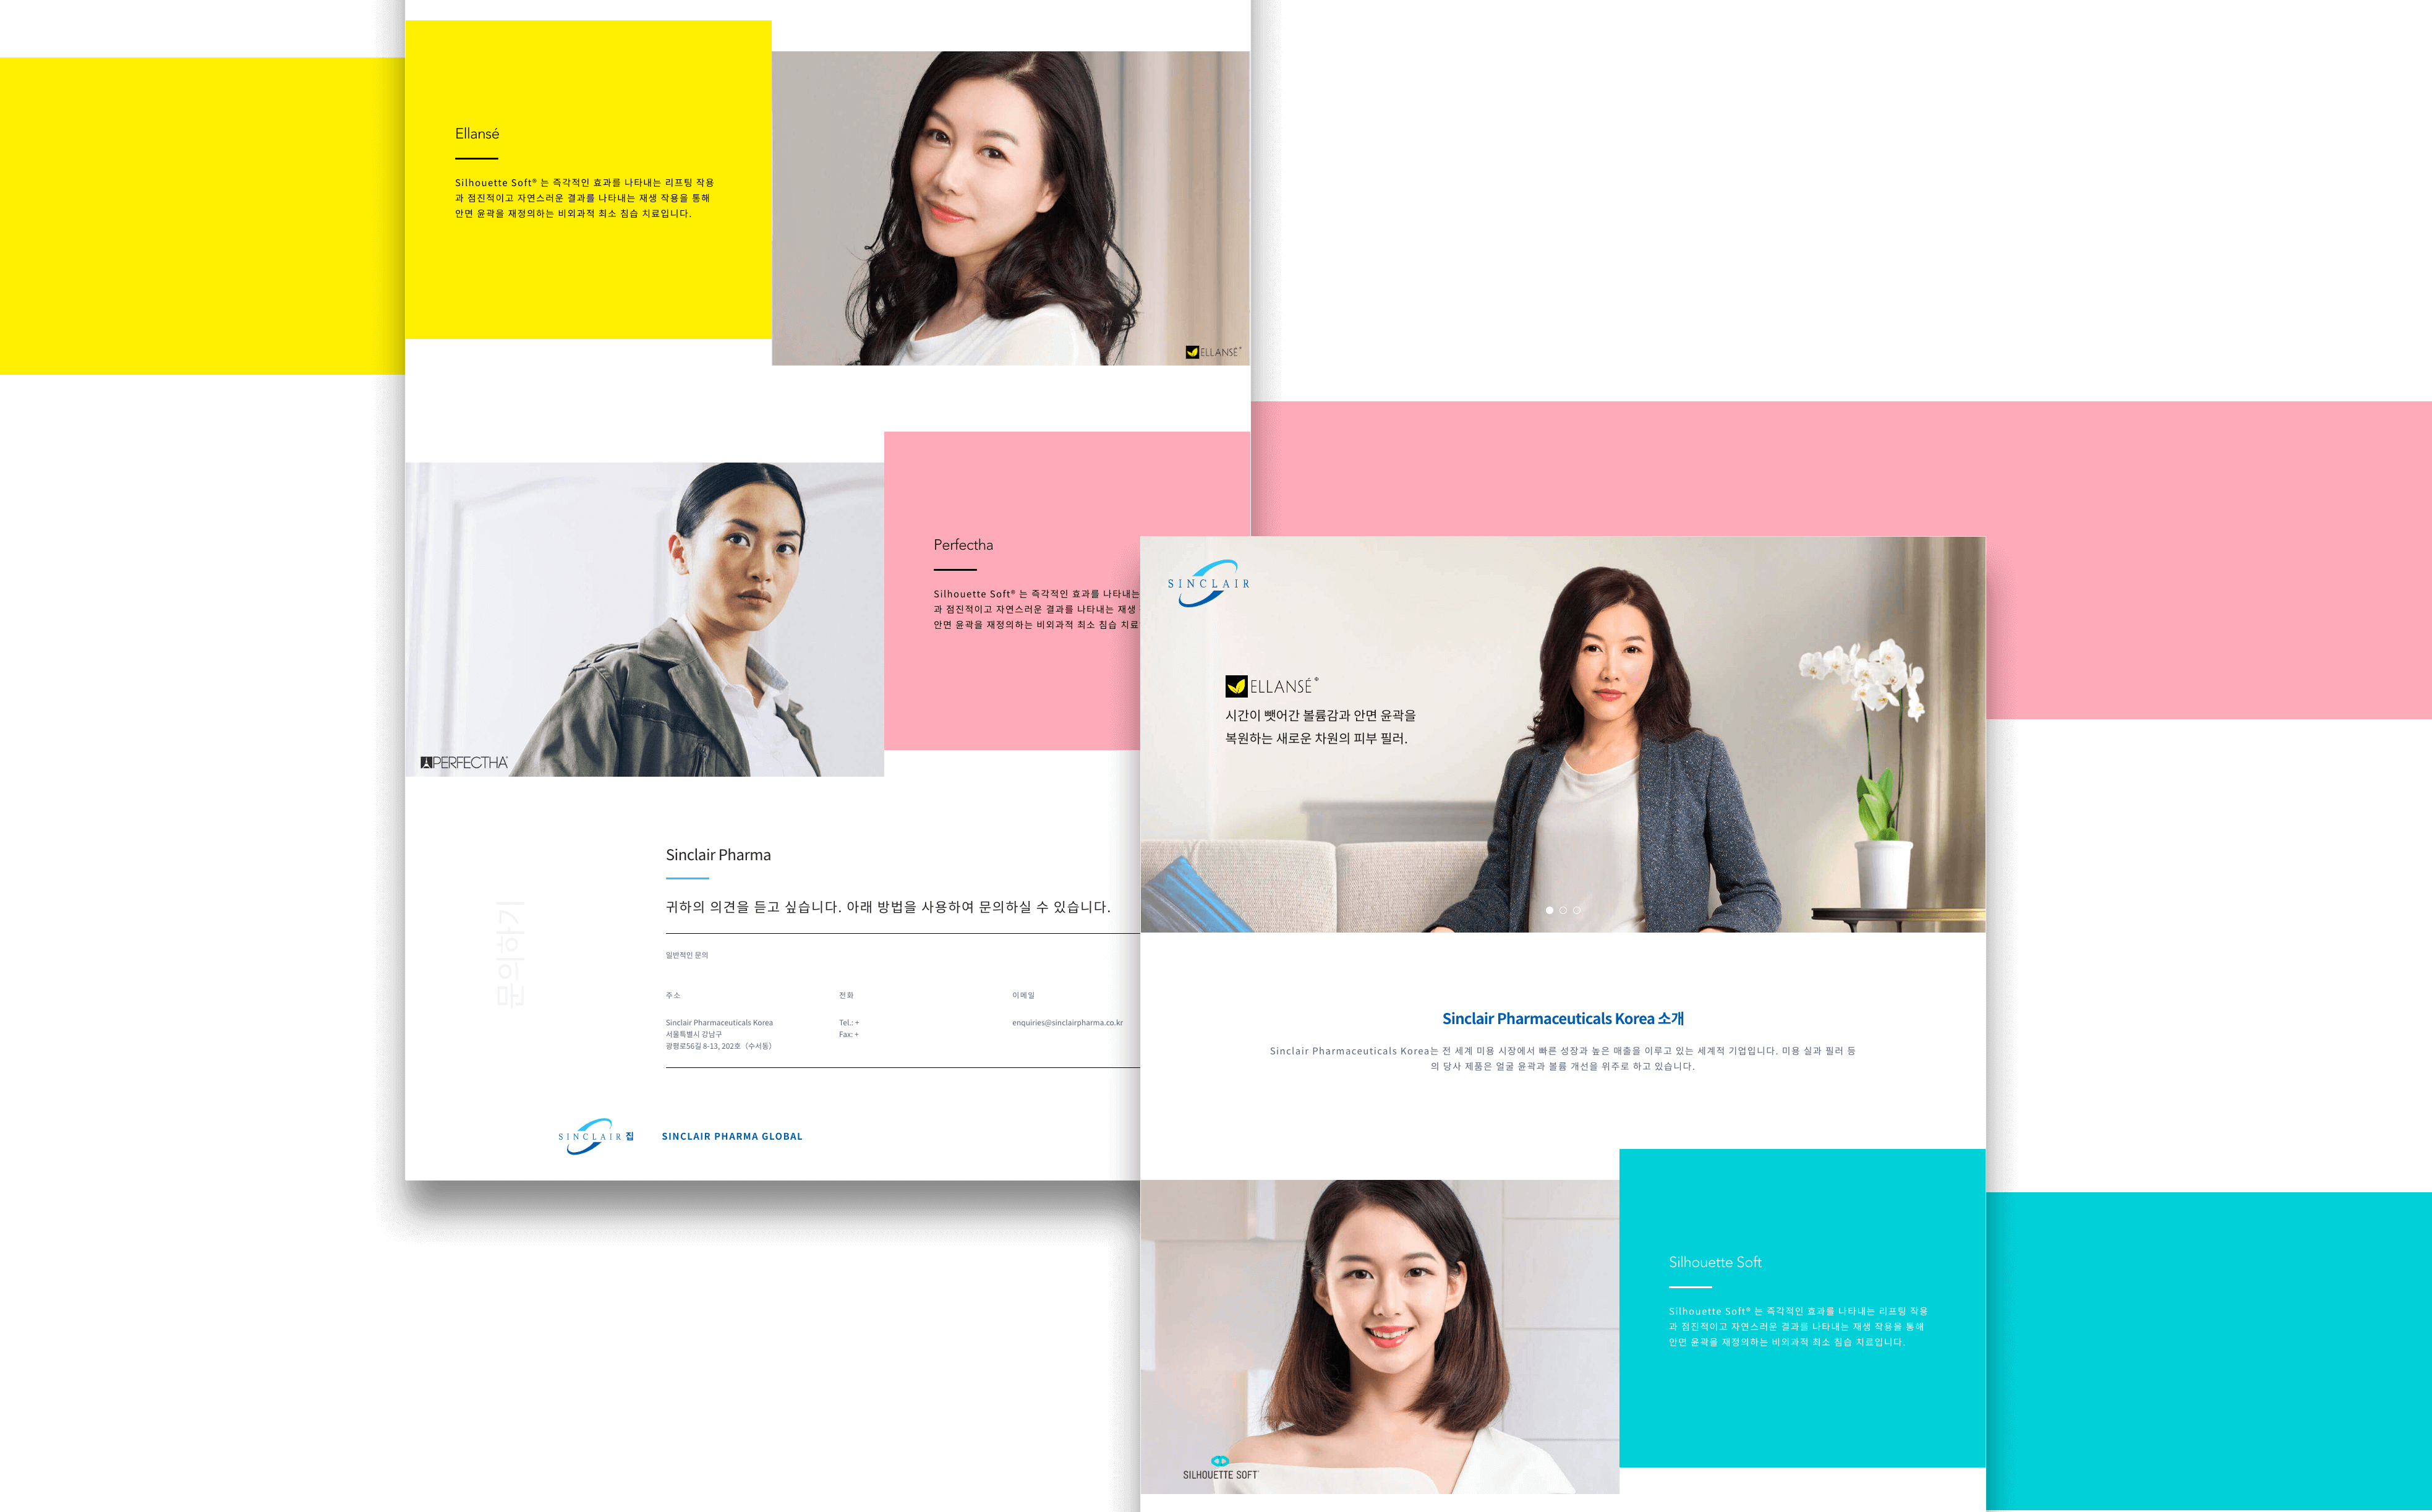 Ellansé
Silhouette Soft® 는 즉각적인 효과를 나타내는 리프팅 작용
과 점진적이고 자연스러운 결과를 나타내는 재생 작용을 통해
안면 윤곽을 재정의하는 비외과적 최소 침습 치료입니다.
ELLANSÉ®
Perfectha
Silhouette Soft® 는 즉각적인 효과를 나타내는
과 점진적이고 자연스러운 결과를 나타내는 재생
안면 윤곽을 재정의하는 비외과적 최소 침습 치료
PERFECTHA
Sinclair Pharma
귀하의 의견을 듣고 싶습니다. 아래 방법을 사용하여 문의하실 수 있습니다.
문의하기
일반적인 문의
주소
전화
이메일
Sinclair Pharmaceuticals Korea
서울특별시 강남구
광평로56길 8-13, 202호 (수서동)
Tel.: +
Fax: +
enquiries@sinclairpharma.co.kr
SINCLAIR 집
SINCLAIR PHARMA GLOBAL
SINCLAIR
ELLANSÉ®
시간이 뺏어간 볼륨감과 안면 윤곽을
복원하는 새로운 차원의 피부 필러.
Sinclair Pharmaceuticals Korea 소개
Sinclair Pharmaceuticals Korea는 전 세계 미용 시장에서 빠른 성장과 높은 매출을 이루고 있는 세계적 기업입니다. 미용 실과 필러 등
의 당사 제품은 얼굴 윤곽과 볼륨 개선을 위주로 하고 있습니다.
Silhouette Soft
Silhouette Soft® 는 즉각적인 효과를 나타내는 리프팅 작용
과 점진적이고 자연스러운 결과를 나타내는 재생 작용을 통해
안면 윤곽을 재정의하는 비외과적 최소 침습 치료입니다.
SILHOUETTE SOFT